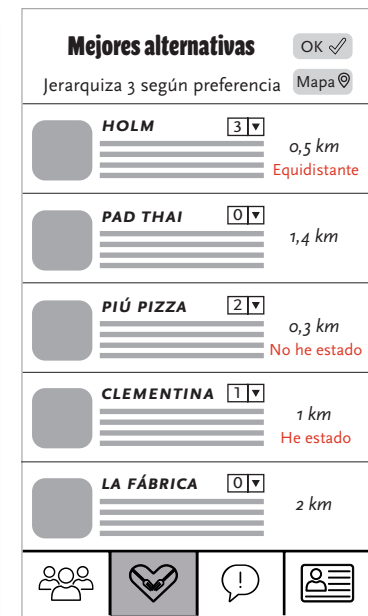 Mejores alternativas
OK
Jerarquiza 3 según preferencia
Mapa
HOLM
3
0,5 km
Equidistante
PAD THAI
0
1,4 km
PIÚ PIZZA
2
0,3 km
No he estado
CLEMENTINA
1
1 km
He estado
LA FÁBRICA
0
2 km
!